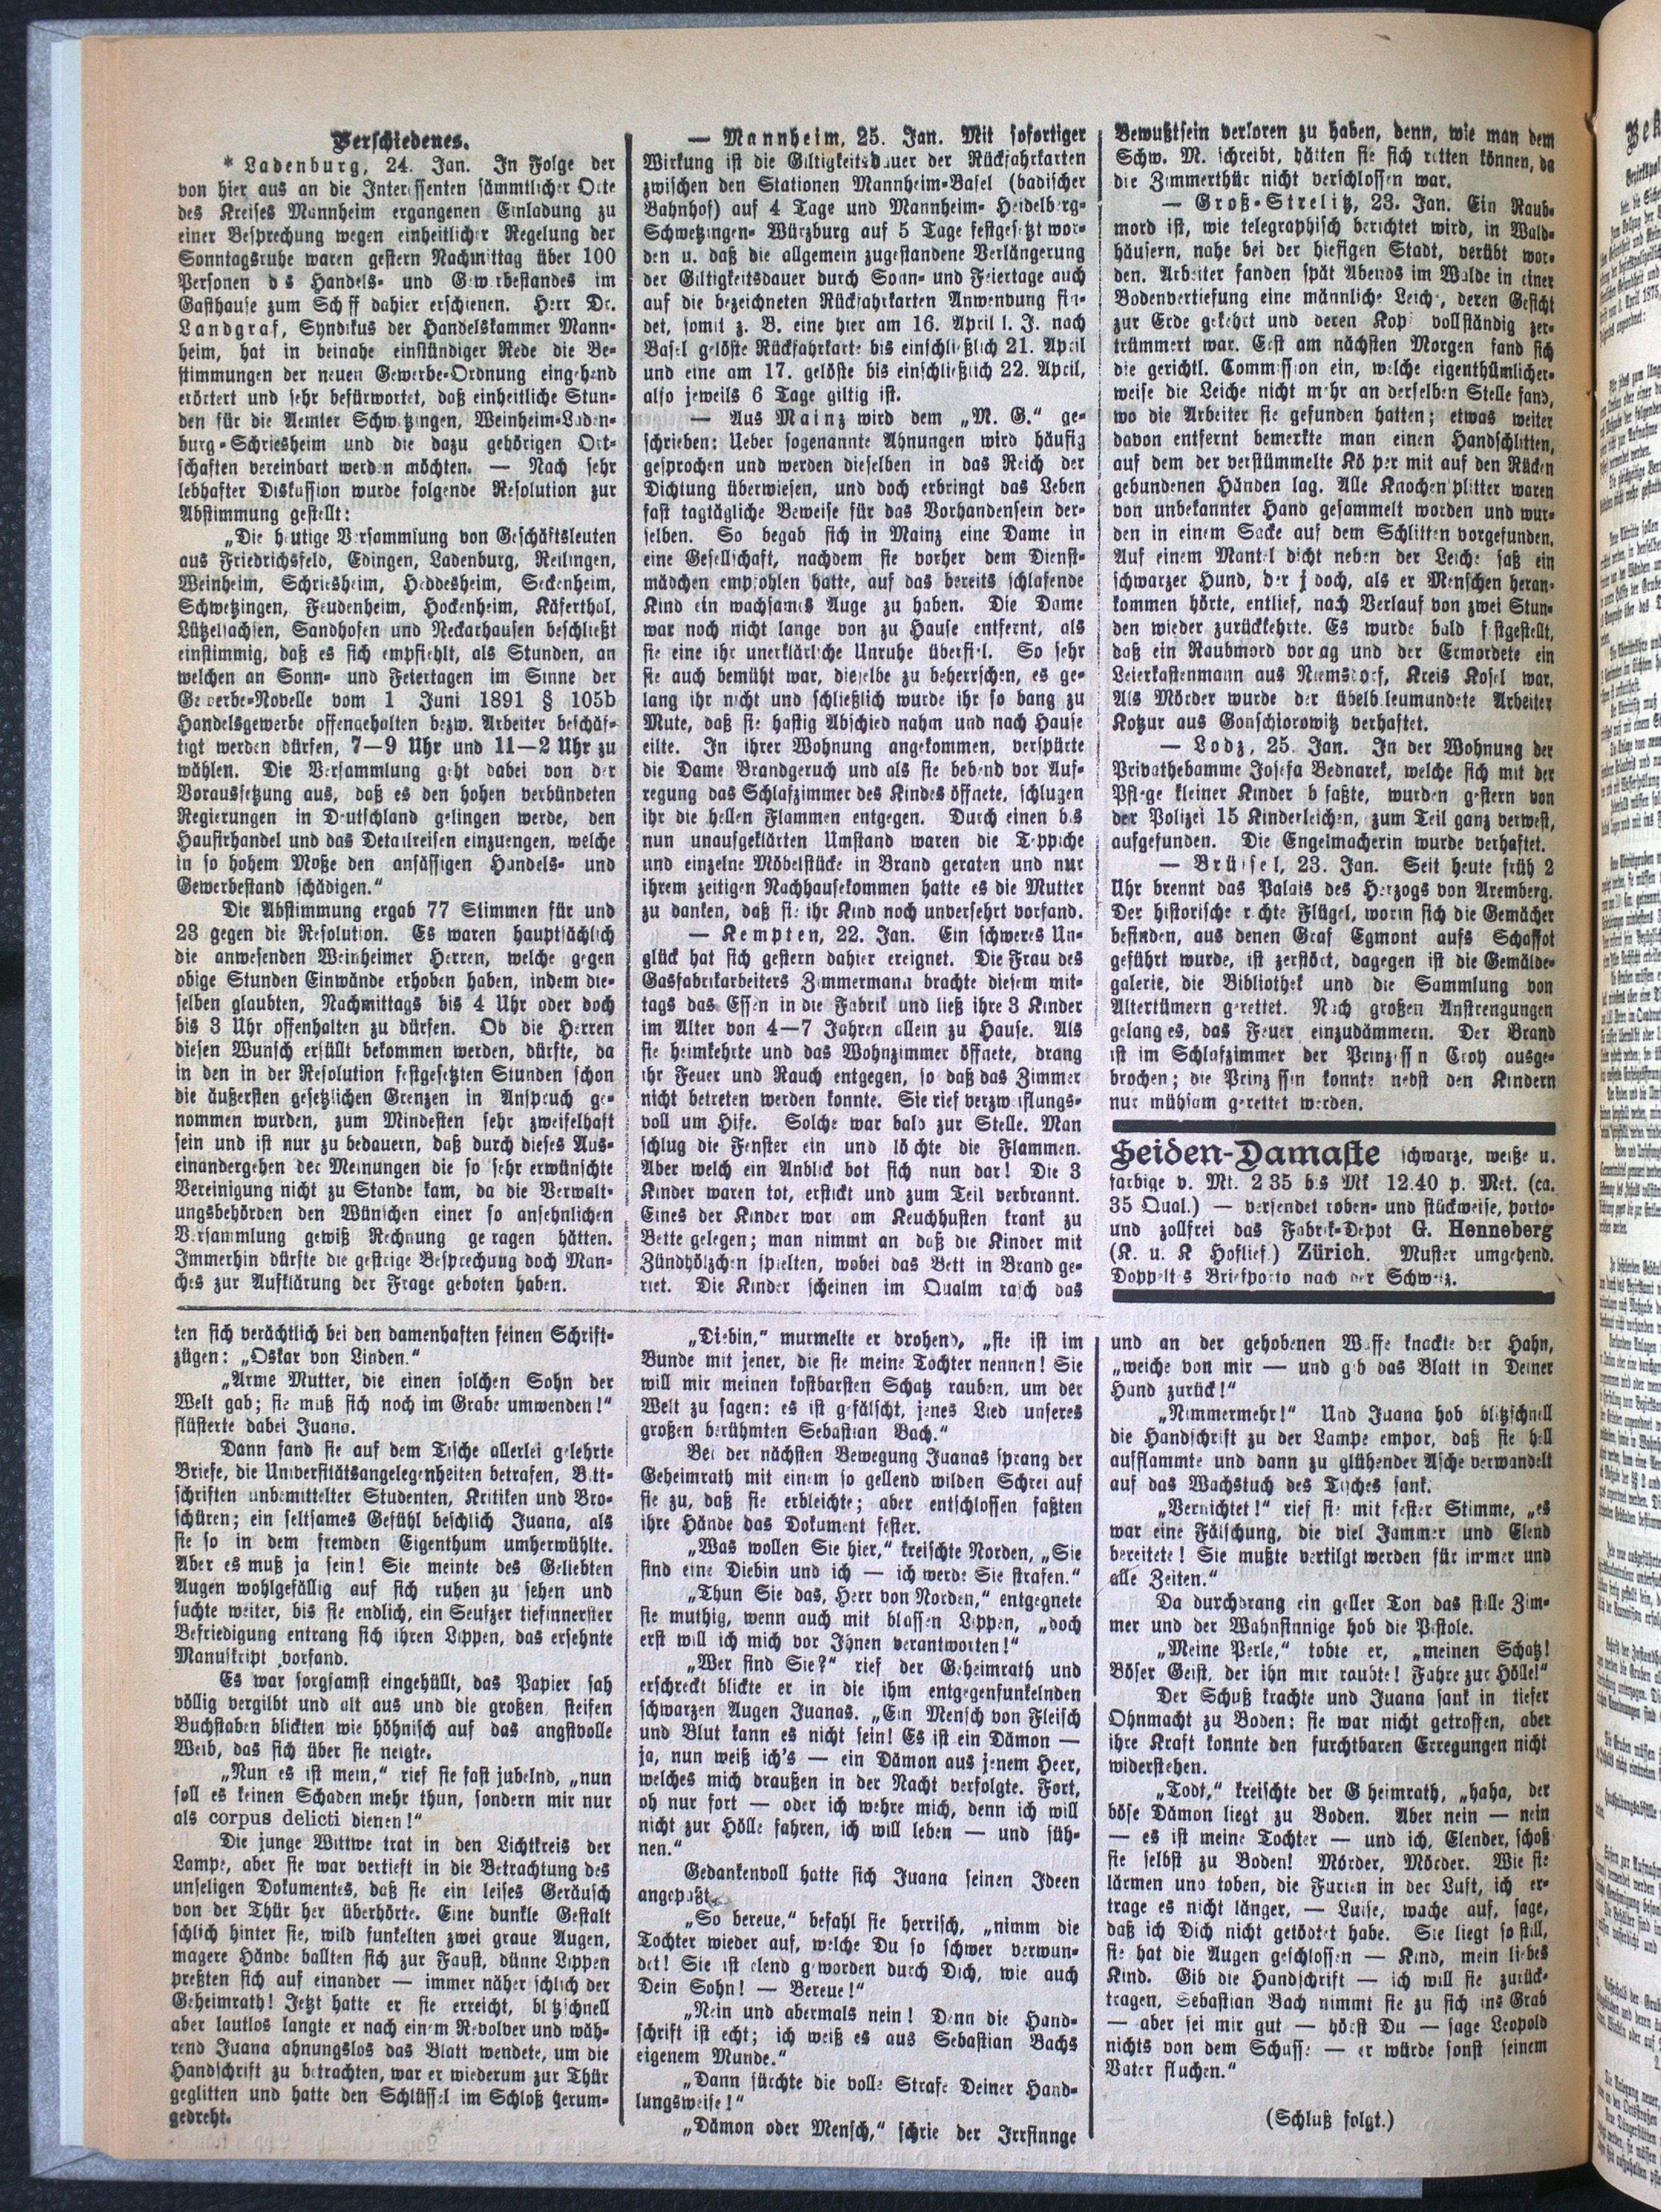 Verschiedenes.
* Ladenburg, 24. Jan. In Folge der
von hier aus an die Interessenten sämmtlicher Orte
des Kreises Mannheim ergangenen Einladung zu
einer Besprechung wegen einheitlicher Regelung der
Sonntagsruhe waren gestern Nachmittag über 100
Personen d s Handels- und Gew rbestandes im
Gasthause zum Sch ff dahier erschienen. Herr Dr.
Landgraf, Syndikus der Handelskammer Mann-
heim, hat in beinahe einstündiger Rede die Be-
stimmungen der neuen Gewerbe-Ordnung eingehend
erörtert und sehr befürwortet, daß einheitliche Stun-
den für die Aemter Schwetzingen, Weinheim-Laden-
burg-Schriesheim und die dazu gehörigen Ort-
schaften vereinbart werden möchten. — Nach sehr
lebhafter Diskussion wurde folgende Resolution zur
Abstimmung gestellt:
„Die heutige Versammlung von Geschäftsleuten
aus Friedrichsfeld, Edingen, Ladenburg, Reilingen,
Weinheim, Schriesheim, Heddesheim, Seckenheim,
Schwetzingen, Feudenheim, Hockenheim, Käferthal,
Lützelsachsen, Sandhofen und Neckarhausen beschließt
einstimmig, daß es sich empfiehlt, als Stunden, an
welchen an Sonn- und Feiertagen im Sinne der
Gewerbe-Novelle vom 1 Juni 1891 § 105b
Handelsgewerbe offengehalten bezw. Arbeiter beschäf-
tigt werden dürfen, 7—9 Uhr und 11—2 Uhr zu
wählen. Die Versammlung geht dabei von der
Voraussetzung aus, daß es den hohen verbündeten
Regierungen in Deutschland gelingen werde, den
Hausirhandel und das Detailreisen einzuengen, welche
in so hohem Maße den ansässigen Handels- und
Gewerbestand schädigen.“
Die Abstimmung ergab 77 Stimmen für und
23 gegen die Resolution. Es waren hauptsächlich
die anwesenden Weinheimer Herren, welche gegen
obige Stunden Einwände erhoben haben, indem die-
selben glaubten, Nachmittags bis 4 Uhr oder doch
bis 3 Uhr offenhalten zu dürfen. Ob die Herren
diesen Wunsch erfüllt bekommen werden, dürfte, da
in den in der Resolution festgesetzten Stunden schon
die äußersten gesetzlichen Grenzen in Anspruch ge-
nommen wurden, zum Mindesten sehr zweifelhaft
sein und ist nur zu bedauern, daß durch dieses Aus-
einandergehen der Meinungen die so sehr erwünschte
Vereinigung nicht zu Stande kam, da die Verwalt-
ungsbehörden den Wünschen einer so ansehnlichen
Versammlung gewiß Rechnung ge ragen hätten.
Immerhin dürfte die gestrige Besprechung doch Man-
ches zur Aufklärung der Frage geboten haben.
— Mannheim, 25. Jan. Mit sofortiger
Wirkung ist die Giltigkeitsdauer der Rückfahrkarten
zwischen den Stationen Mannheim-Basel (badischer
Bahnhof) auf 4 Tage und Mannheim- Heidelberg-
Schwetzingen- Würzburg auf 5 Tage festgesetzt wor-
den u. daß die allgemein zugestandene Verlängerung
der Giltigkeitsdauer durch Sonn- und Feiertage auch
auf die bezeichneten Rückfahrkarten Anwendung fin-
det, somit z. B. eine hier am 16. April l. J. nach
Basel gelöste Rückfahrkarte bis einschließlich 21. April
und eine am 17. gelöste bis einschließlich 22. April,
also jeweils 6 Tage giltig ist.
— Aus Mainz wird dem „M. G.“ ge-
schrieben: Ueber sogenannte Ahnungen wird häufig
gesprochen und werden dieselben in das Reich der
Dichtung überwiesen, und doch erbringt das Leben
fast tagtägliche Beweise für das Vorhandensein der-
selben. So begab sich in Mainz eine Dame in
eine Gesellschaft, nachdem sie vorher dem Dienst-
mädchen empfohlen hatte, auf das bereits schlafende
Kind ein wachsames Auge zu haben. Die Dame
war noch nicht lange von zu Hause entfernt, als
sie eine ihr unerklärliche Unruhe überfiel. So sehr
sie auch bemüht war, dieselbe zu beherrschen, es ge-
lang ihr nicht und schließlich wurde ihr so bang zu
Mute, daß sie hastig Abschied nahm und nach Hause
eilte. In ihrer Wohnung angekommen, verspürte
die Dame Brandgeruch und als sie bebend vor Auf-
regung das Schlafzimmer des Kindes öffnete, schlugen
ihr die hellen Flammen entgegen. Durch einen bis
nun unaufgeklärten Umstand waren die Teppiche
und einzelne Möbelstücke in Brand geraten und nur
ihrem zeitigen Nachhausekommen hatte es die Mutter
zu danken, daß sie ihr Kind noch unversehrt vorfand.
— Kempten, 22. Jan. Ein schweres Un-
glück hat sich gestern dahier ereignet. Die Frau des
Gasfabrikarbeiters Zimmermann brachte diesem mit-
tags das Essen in die Fabrik und ließ ihre 3 Kinder
im Alter von 4—7 Jahren allein zu Hause. Als
sie heimkehrte und das Wohnzimmer öffnete, drang
ihr Feuer und Rauch entgegen, so daß das Zimmer
nicht betreten werden konnte. Sie rief verzweiflungs-
voll um Hife. Solche war bald zur Stelle. Man
schlug die Fenster ein und lö chte die Flammen.
Aber welch ein Anblick bot sich nun dar! Die 3
Kinder waren tot, erstickt und zum Teil verbrannt.
Eines der Kinder war am Keuchhusten krank zu
Bette gelegen; man nimmt an daß die Kinder mit
Zündhölzchen spielten, wobei das Bett in Brand ge-
riet. Die Kinder scheinen im Qualm rasch das
Bewußtsein verloren zu haben, denn, wie man dem
Schw. M. schreibt, hätten sie sich retten können, da
die Zimmerthür nicht verschlossen war.
— Groß-Strelitz, 23. Jan. Ein Raub-
mord ist, wie telegraphisch berichtet wird, in Wald-
häusern, nahe bei der hiesigen Stadt, verübt wor-
den. Arbeiter fanden spät Abends im Walde in einer
Bodenvertiefung eine männliche Leiche, deren Gesicht
zur Erde gekehrt und deren Kopf vollständig zer-
trümmert war. Erst am nächsten Morgen fand sich
die gerichtl. Commission ein, welche eigenthümlicher-
weise die Leiche nicht mehr an derselben Stelle fand,
wo die Arbeiter sie gefunden hatten; etwas weiter
davon entfernt bemerkte man einen Handschlitten,
auf dem der verstümmelte Kö per mit auf den Rücken
gebundenen Händen lag. Alle Knochen plitter waren
von unbekannter Hand gesammelt worden und wur-
den in einem Sacke auf dem Schlitten vorgefunden.
Auf einem Mantel dicht neben der Leiche saß ein
schwarzer Hund, der j doch, als er Menschen heran-
kommen hörte, entlief, nach Verlauf von zwei Stun-
den wieder zurückkehrte. Es wurde bald festgestellt,
daß ein Raubmord vor ag und der Ermordete ein
Leierkastenmann aus Niemsdorf, Kreis Kosel war.
Als Mörder wurde der übelbeleumundete Arbeiter
Kotzur aus Gonschiorowitz verhaftet.
— Lodz, 25. Jan. In der Wohnung der
Privathebamme Josefa Bednarek, welche sich mit der
Pflege kleiner Kinder b faßte, wurden gestern von
der Polizei 15 Kinderleichen, zum Teil ganz verwest,
aufgefunden. Die Engelmacherin wurde verhaftet.
— Brüssel, 23. Jan. Seit heute früh 2
Uhr brennt das Palais des Herzogs von Aremberg.
Der historische r chte Flügel, worin sich die Gemächer
befinden, aus denen Graf Egmont aufs Schaffot
geführt wurde, ist zerstört, dagegen ist die Gemälde-
galerie, die Bibliothek und die Sammlung von
Altertümern gerettet. Nach großen Anstrengungen
gelang es, das Feuer einzudämmern. Der Brand
ist im Schlafzimmer der Prinzessin Croy ausge-
brochen; die Prinz ssin konnte nebst den Kindern
nur mühsam gerettet werden.
Seiden-Damaste schwarze, weiße u.
farbige v. Mk. 2 35 bis Mk 12.40 p. Met. (ca.
35 Qual.) — versendet roben- und stückweise, porto-
und zollfrei das Fabrik-Depot G. Henneberg
(K. u. K Hoflief.) Zürich. Muster umgehend.
Doppeltes Briefporto nach der Schweiz.
ten sich verächtlich bei den damenhaften feinen Schrift-
zügen: „Oskar von Linden.“
„Arme Mutter, die einen solchen Sohn der
Welt gab; sie muß sich noch im Grabe umwenden!“
flüsterte dabei Juana.
Dann fand sie auf dem Tische allerlei gelehrte
Briefe, die Universitätsangelegenheiten betrafen, Bitt-
schriften unbemittelter Studenten, Kritiken und Bro-
schüren; ein seltsames Gefühl beschlich Juana, als
sie so in dem fremden Eigenthum umherwühlte.
Aber es muß ja sein! Sie meinte des Geliebten
Augen wohlgefällig auf sich ruhen zu sehen und
suchte weiter, bis sie endlich, ein Seufzer tiefinnerster
Befriedigung entrang sich ihren Lippen, das ersehnte
Manuskript vorfand.
Es war sorgsamst eingehüllt, das Papier sah
völlig vergilbt und alt aus und die großen, steifen
Buchstaben blickten wie höhnisch auf das angstvolle
Weib, das sich über sie neigte.
„Nun es ist mein,“ rief sie fast jubelnd, „nun
soll es keinen Schaden mehr thun, sondern mir nur
als corpus delicti dienen!“
Die junge Wittwe trat in den Lichtkreis der
Lampe, aber sie war vertieft in die Betrachtung des
unseligen Dokumentes, daß sie ein leises Geräusch
von der Thür her überhörte. Eine dunkle Gestalt
schlich hinter sie, wild funkelten zwei graue Augen,
magere Hände ballten sich zur Faust, dünne Lippen
preßten sich auf einander — immer näher schlich der
Geheimrath! Jetzt hatte er sie erreicht, blitzschnell
aber lautlos langte er nach einem Revolver und wäh-
rend Juana ahnungslos das Blatt wendete, um die
Handschrift zu betrachten, war er wiederum zur Thür
geglitten und hatte den Schlüssel im Schloß herum-
gedreht.
„Diebin,“ murmelte er drohend, „sie ist im
Bunde mit jener, die sie meine Tochter nennen! Sie
will mir meinen kostbarsten Schatz rauben, um der
Welt zu sagen: es ist gefälscht, jenes Lied unseres
großen berühmten Sebastian Bach.“
Bei der nächsten Bewegung Juanas sprang der
Geheimrath mit einem so gellend wilden Schrei auf
sie zu, daß sie erbleichte; aber entschlossen faßten
ihre Hände das Dokument fester.
„Was wollen Sie hier,“ kreischte Norden, „Sie
sind eine Diebin und ich — ich werde Sie strafen.“
„Thun Sie das, Herr von Norden,“ entgegnete
sie muthig, wenn auch mit blassen Lippen, „doch
erst will ich mich vor Ihnen verantworten!“
„Wer sind Sie?“ rief der Geheimrath und
erschreckt blickte er in die ihm entgegenfunkelnden
schwarzen Augen Juanas. „Ein Mensch von Fleisch
und Blut kann es nicht sein! Es ist ein Dämon —
ja, nun weiß ich's — ein Dämon aus jenem Heer,
welches mich draußen in der Nacht verfolgte. Fort,
oh nur fort — oder ich wehre mich, denn ich will
nicht zur Hölle fahren, ich will leben — und süh-
nen.“
Gedankenvoll hatte sich Juana seinen Ideen
angepaßt.
„So bereue,“ befahl sie herrisch, „nimm die
Tochter wieder auf, welche Du so schwer verwun-
det! Sie ist elend geworden durch Dich, wie auch
Dein Sohn! — Bereue!“
„Nein und abermals nein! Denn die Hand-
schrift ist echt; ich weiß es aus Sebastian Bachs
eigenem Munde.“
„Dann fürchte die volle Strafe Deiner Hand-
lungsweise!“
„Dämon oder Mensch,“ schrie der Irrsinnge
und an der gehobenen Waffe knackte der Hahn,
„weiche von mir — und gib das Blatt in Deiner
Hand zurück!“
„Nimmermehr!“ Und Juana hob blitzschnell
die Handschrift zu der Lampe empor, daß sie hell
aufflammte und dann zu glühender Asche verwandelt
auf das Wachstuch des Tisches sank.
„Vernichtet!“ rief sie mit fester Stimme, „es
war eine Fälschung, die viel Jammer und Elend
bereitete! Sie mußte vertilgt werden für immer und
alle Zeiten.“
Da durchdrang ein geller Ton das stille Zim-
mer und der Wahnsinnige hob die Pistole.
„Meine Perle,“ tobte er, „meinen Schatz!
Böser Geist, der ihn mir raubte! Fahre zur Hölle!“
Der Schuß krachte und Juana sank in tiefer
Ohnmacht zu Boden: sie war nicht getroffen, aber
ihre Kraft konnte den furchtbaren Erregungen nicht
widerstehen.
„Todt,“ kreischte der G heimrath, „haha, der
böse Dämon liegt zu Boden. Aber nein — nein
— es ist meine Tochter — und ich, Elender, schoß
sie selbst zu Boden! Mörder, Mörder. Wie sie
lärmen und toben, die Furien in der Luft, ich er-
trage es nicht länger, — Luise, wache auf, sage,
daß ich Dich nicht getödtet habe. Sie liegt so still,
sie hat die Augen geschlossen — Kind, mein liebes
Kind. Gib die Handschrift — ich will sie zurück-
tragen, Sebastian Bach nimmt sie zu sich ins Grab
— aber sei mir gut — hörst Du — sage Leopold
nichts von dem Schusse — er würde sonst seinem
Vater fluchen.“
(Schluß folgt.)